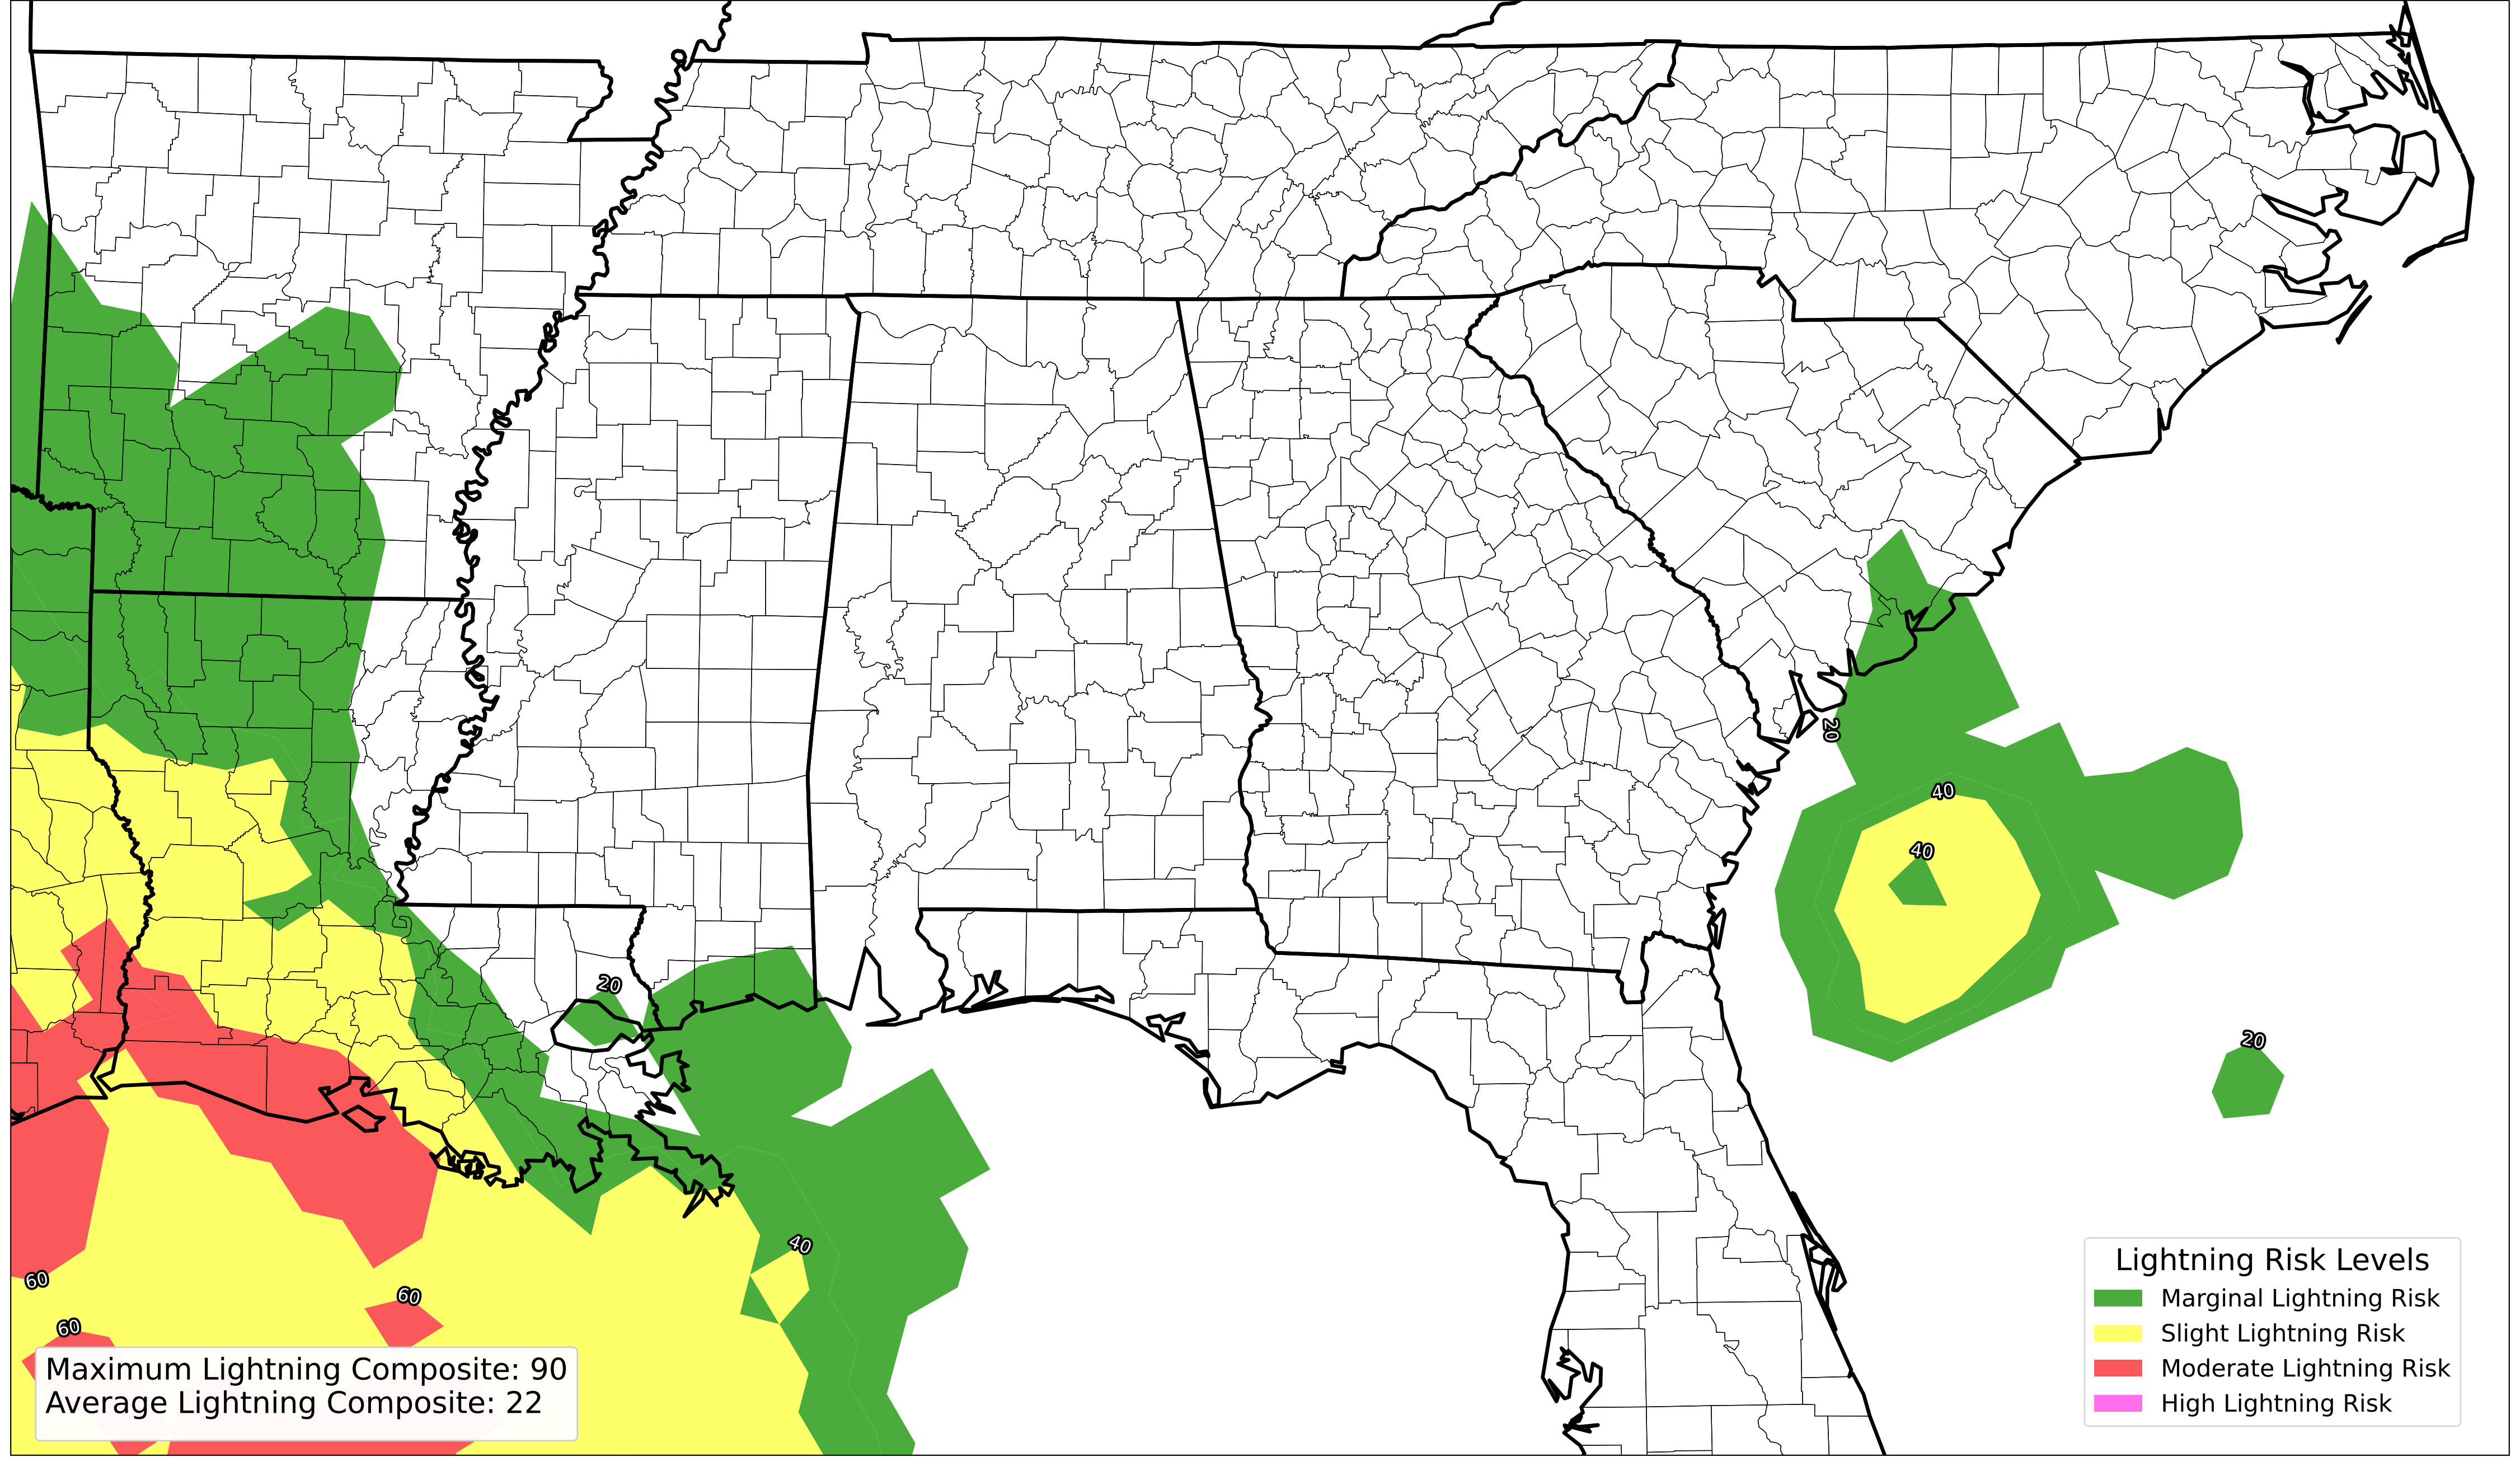 20
40
40
20
20
40
60
60
60
Maximum Lightning Composite: 90
Average Lightning Composite: 22
Lightning Risk Levels
Marginal Lightning Risk
Slight Lightning Risk
Moderate Lightning Risk
High Lightning Risk